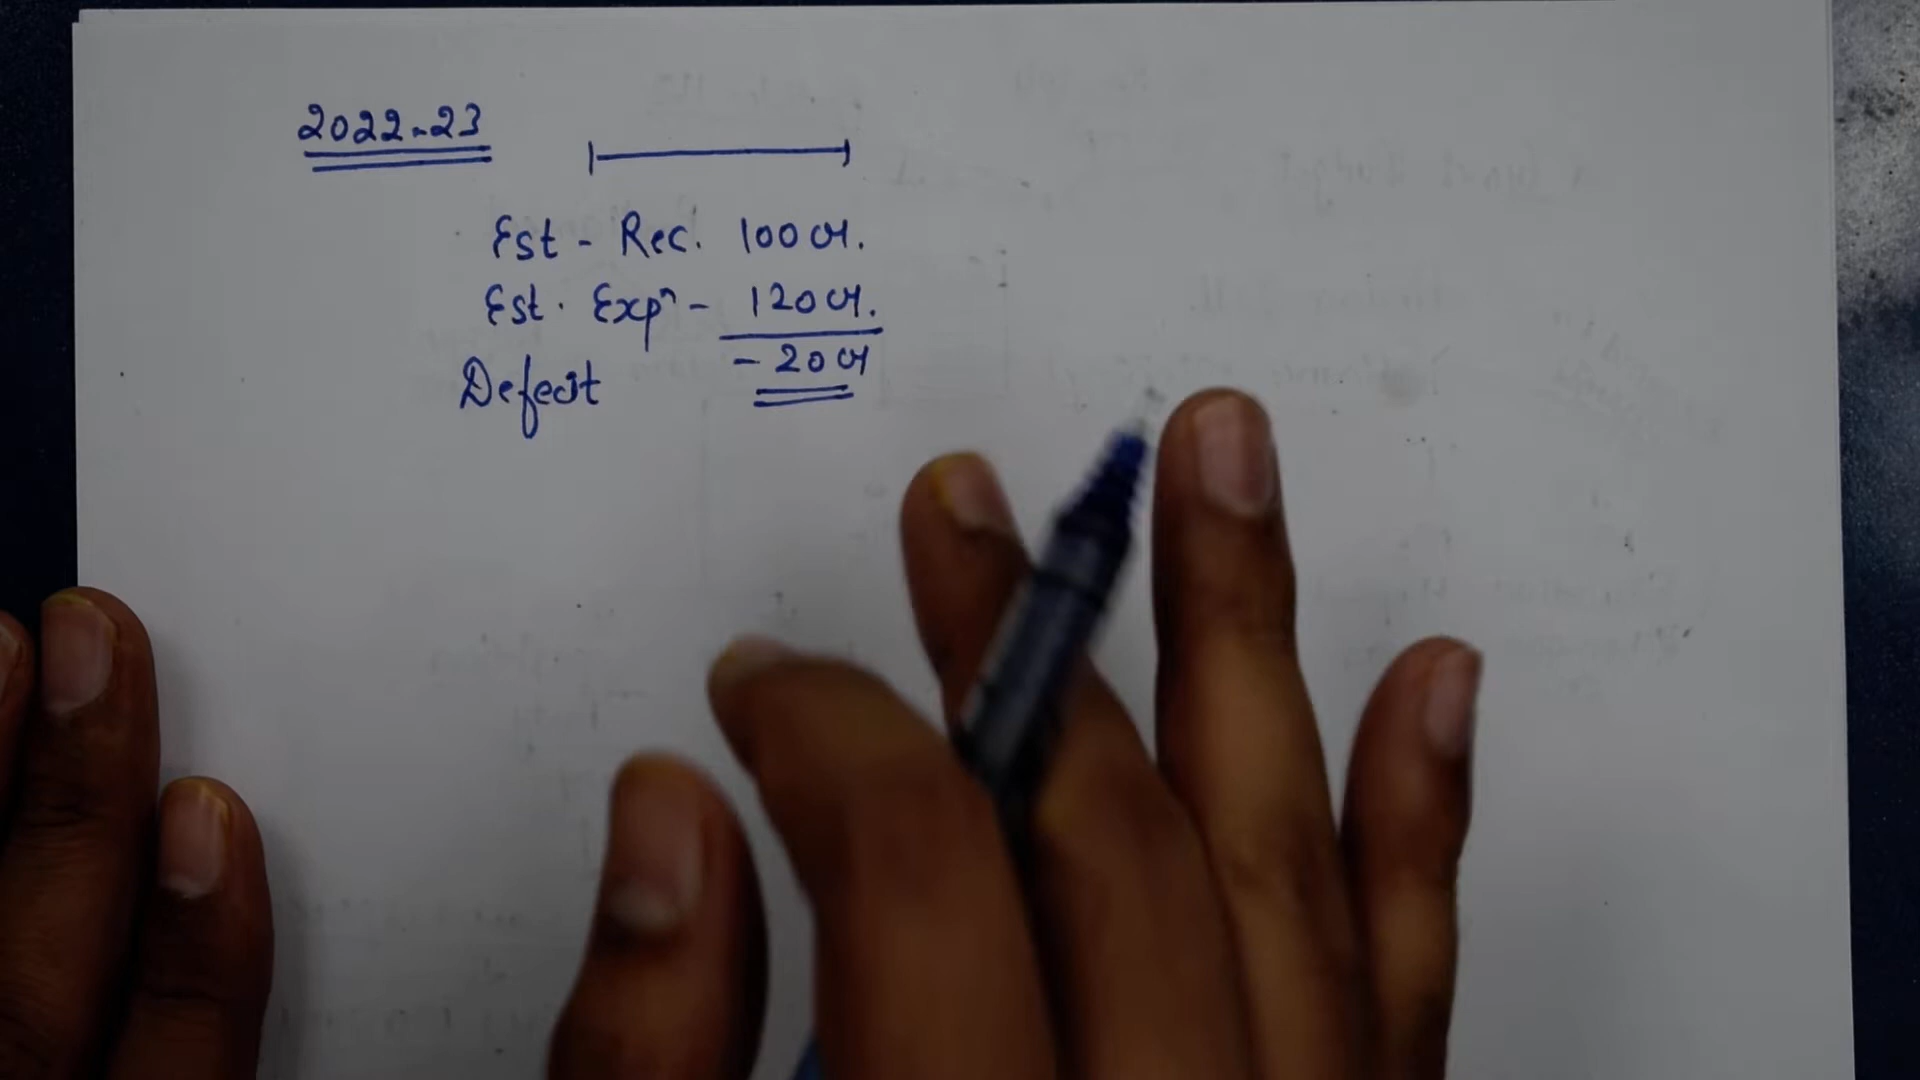 2022-23
Est - Rec. 100 cr.
Est. Expⁿ - 120 cr.
- 20 cr
Defecit